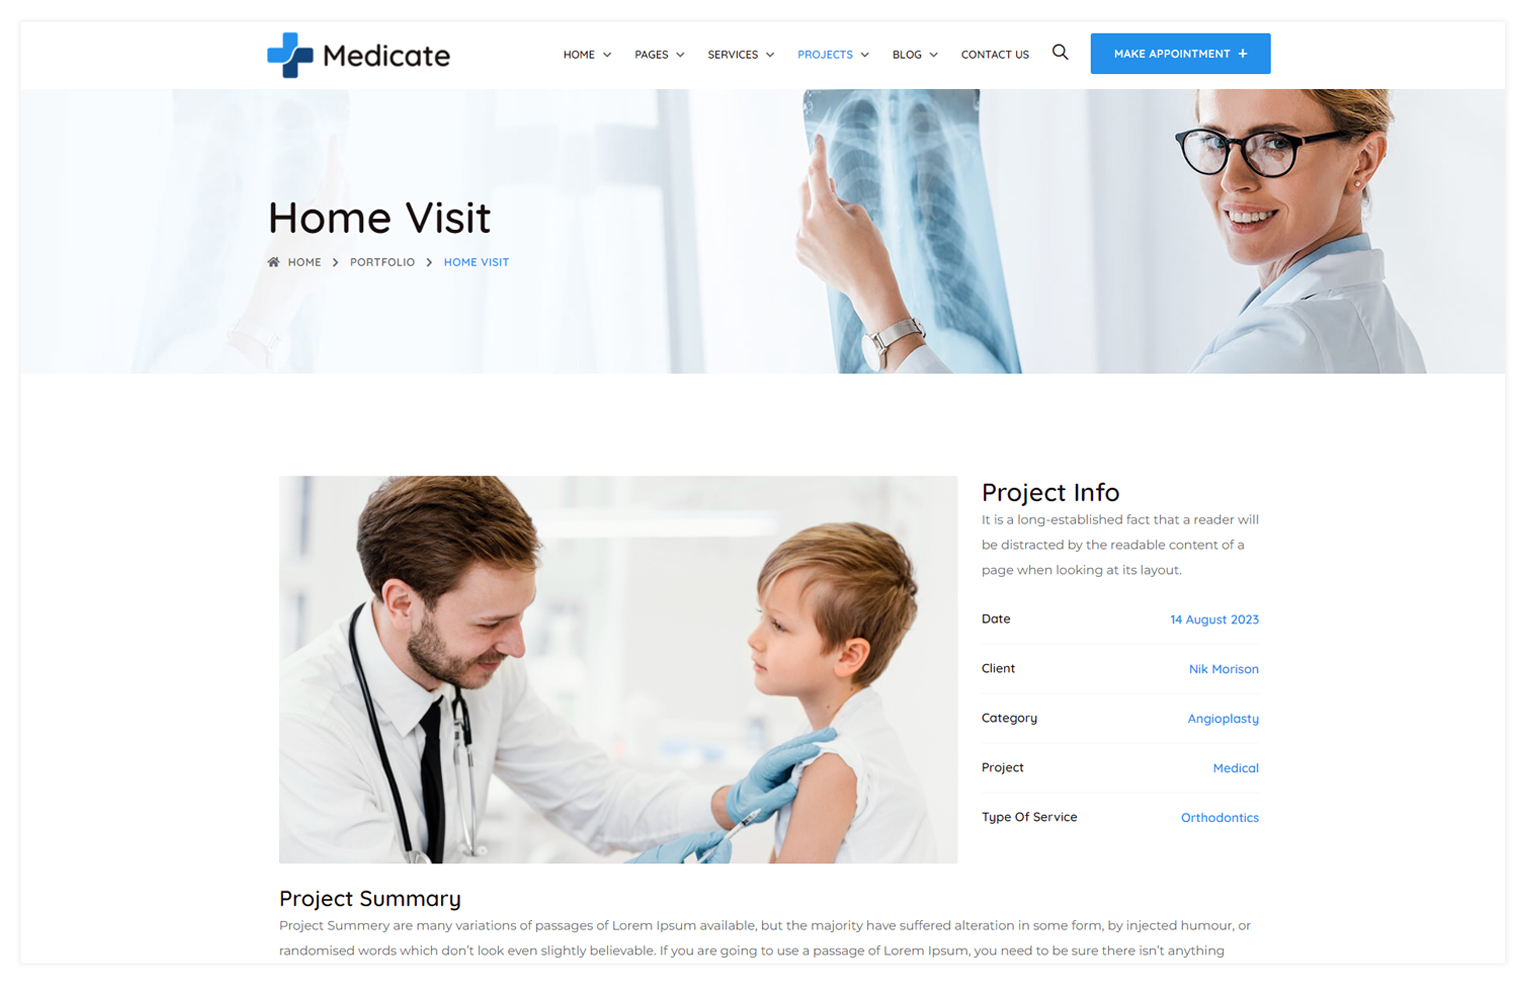 Medicate
HOME PAGES SERVICES PROJECTS BLOG CONTACT US MAKE APPOINTMENT +
Home Visit
HOME > PORTFOLIO > HOME VISIT
Project Info
It is a long-established fact that a reader will
be distracted by the readable content of a
page when looking at its layout.
Date 14 August 2023
Client Nik Morison
Category Angioplasty
Project Medical
Type Of Service Orthodontics
Project Summary
Project Summery are many variations of passages of Lorem Ipsum available, but the majority have suffered alteration in some form, by injected humour, or
randomised words which don't look even slightly believable. If you are going to use a passage of Lorem Ipsum, you need to be sure there isn't anything